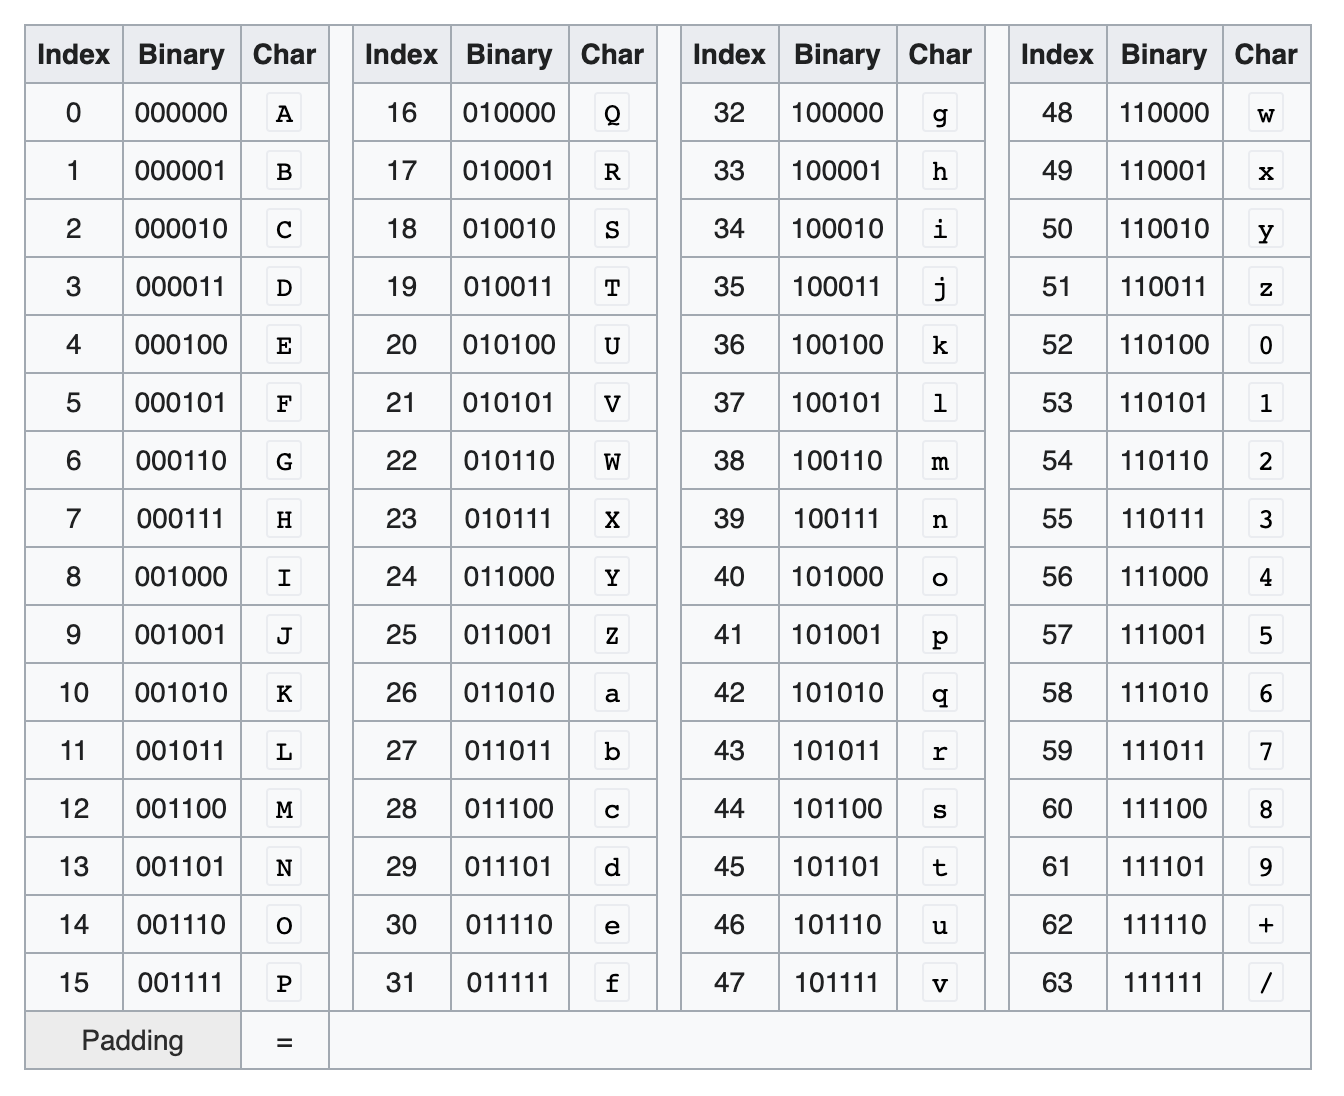 Index Binary Char Index Binary Char Index Binary Char Index Binary Char
0 000000 A 16 010000 Q 32 100000 g 48 110000 w
1 000001 B 17 010001 R 33 100001 h 49 110001 x
2 000010 C 18 010010 S 34 100010 i 50 110010 y
3 000011 D 19 010011 T 35 100011 j 51 110011 z
4 000100 E 20 010100 U 36 100100 k 52 110100 0
5 000101 F 21 010101 V 37 100101 l 53 110101 1
6 000110 G 22 010110 W 38 100110 m 54 110110 2
7 000111 H 23 010111 X 39 100111 n 55 110111 3
8 001000 I 24 011000 Y 40 101000 o 56 111000 4
9 001001 J 25 011001 Z 41 101001 p 57 111001 5
10 001010 K 26 011010 a 42 101010 q 58 111010 6
11 001011 L 27 011011 b 43 101011 r 59 111011 7
12 001100 M 28 011100 c 44 101100 s 60 111100 8
13 001101 N 29 011101 d 45 101101 t 61 111101 9
14 001110 O 30 011110 e 46 101110 u 62 111110 +
15 001111 P 31 011111 f 47 101111 v 63 111111 /
Padding =